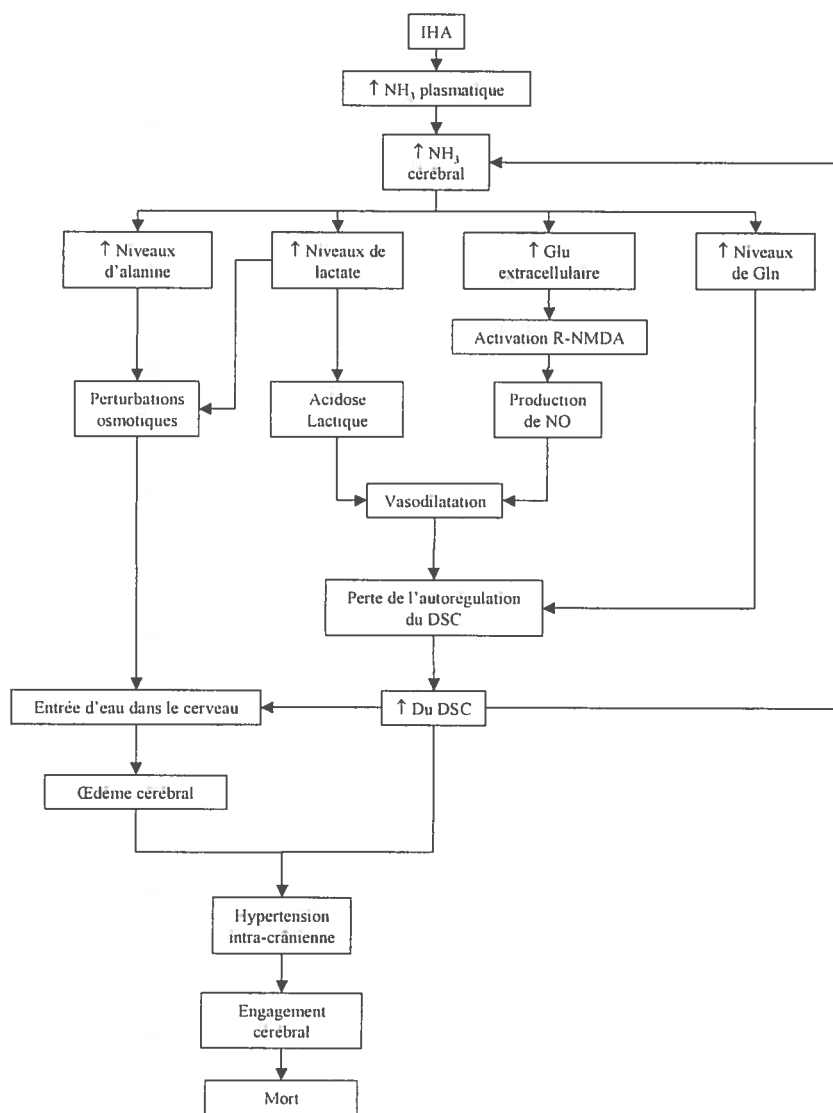 IHA
↑ NH₃ plasmatique
↑ NH₃
cérébral
↑ Niveaux
d'alanine
↑ Niveaux de
lactate
↑ Glu
extracellulaire
↑ Niveaux
de Gln
Activation R-NMDA
Perturbations
osmotiques
Acidose
Lactique
Production
de NO
Vasodilatation
Perte de l'autorégulation
du DSC
Entrée d'eau dans le cerveau
↑ Du DSC
Œdème cérébral
Hypertension
intra-crânienne
Engagement
cérébral
Mort